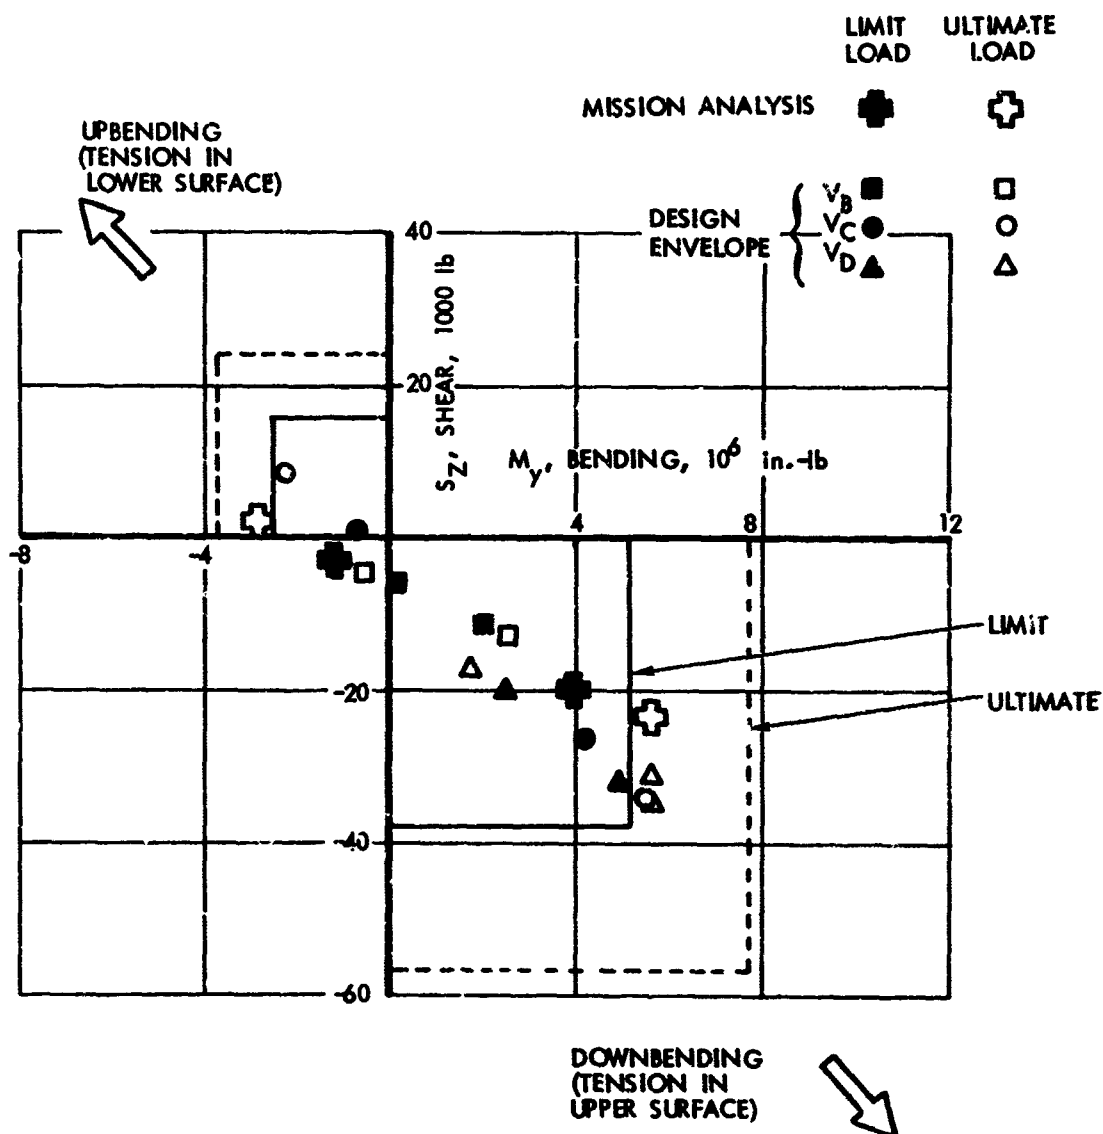 LIMIT ULTIMATE
LOAD LOAD
MISSION ANALYSIS
UPBENDING
(TENSION IN
LOWER SURFACE)
DESIGN
ENVELOPE
V_B
V_C
V_D
40
20
S_Z, SHEAR, 1000 lb
M_y, BENDING, 10^6 in.-lb
-8 -4 4 8 12
LIMIT
-20
ULTIMATE
-40
-60
DOWNBENDING
(TENSION IN
UPPER SURFACE)